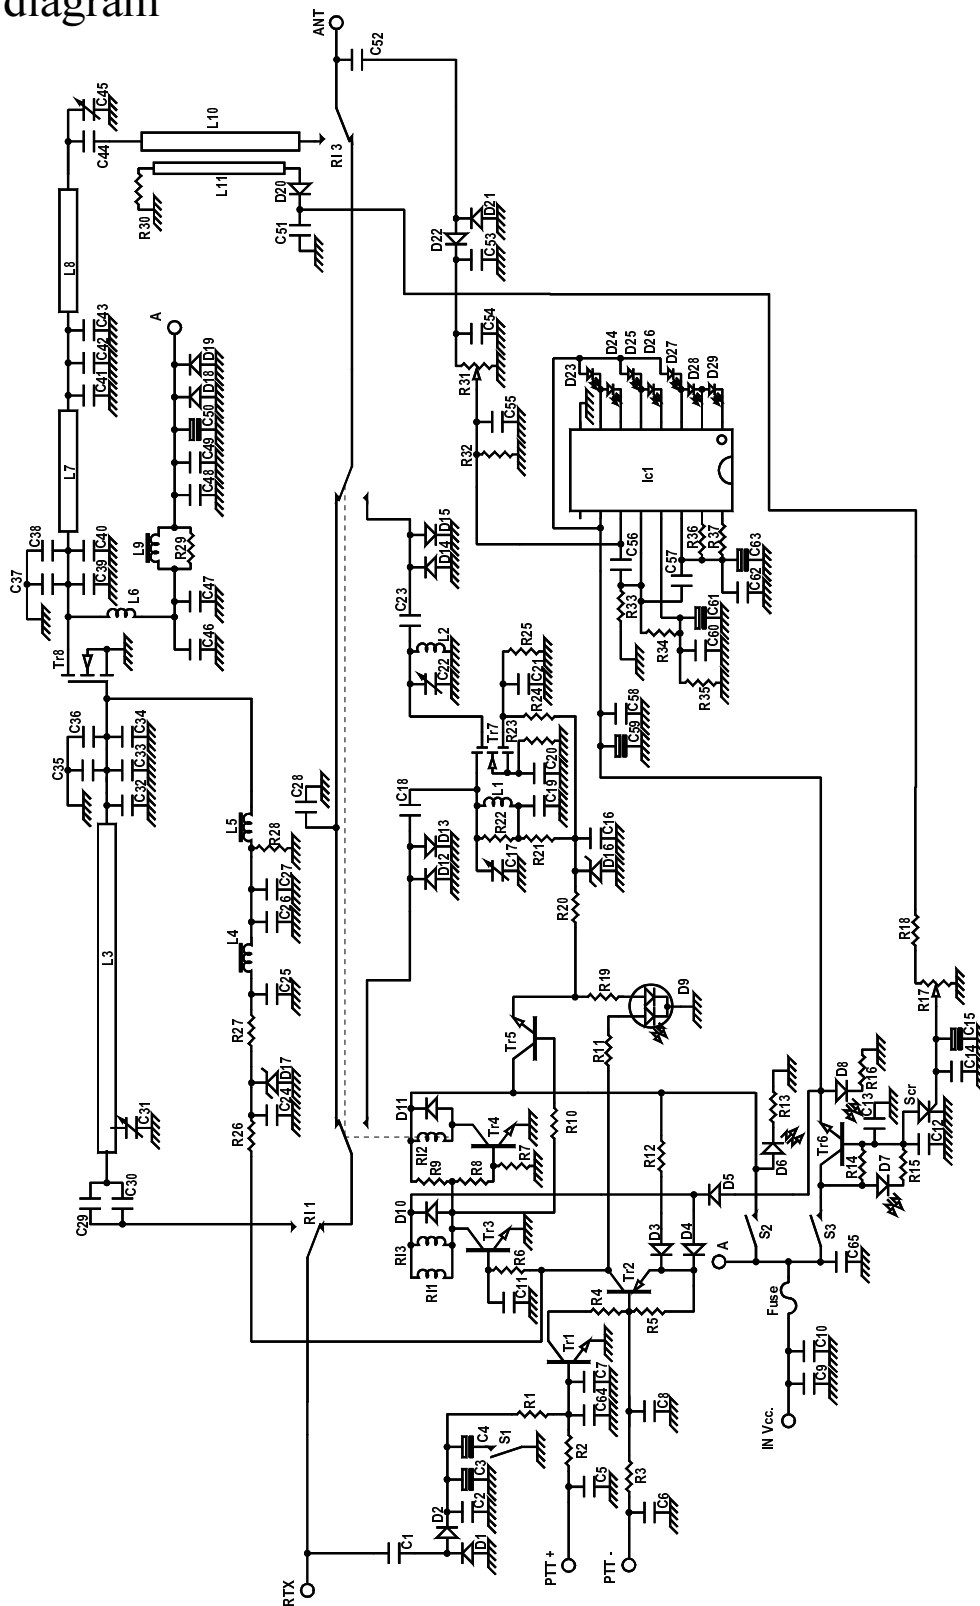 diagram
ANT
C52
C45
C44
L10
RI 3
L11
D20
R30
C51
D21
D22
C53
L8
C43
C42
C41
A
D19
D18
C50
C49
C48
C54
R31
C55
R32
D24
D25
D26
D27
D28
D29
D23
Ic1
L7
C38
C37
C40
C39
L9
R29
L6
C47
C46
Tr8
D15
D14
C23
L2
C22
C56
R33
C57
R36
R37
C63
C62
C61
C60
R34
R35
R25
C21
R24
Tr7
R23
C58
C59
C36
C35
C34
C33
C32
C28
C18
L1
C20
C19
R22
R21
C17
C16
D16
D13
D12
L5
R28
C27
C26
L4
C25
L3
R20
R18
R17
R27
D17
C24
R26
R19
D9
R11
Tr5
C15
C14
C31
D11
RI2
Tr4
R7
R8
R9
R10
R12
R13
D6
D8
R16
C13
Tr6
Scr
C12
R14
D7
R15
C30
C29
RI 1
D10
RI3
RI1
Tr3
R6
C11
D3
D4
D5
Tr2
R4
R5
A
S2
S3
C65
Fuse
Tr1
C7
C64
R1
R2
C5
C8
R3
C6
C10
C9
IN Vcc.
C4
S1
C3
C2
D2
D1
C1
RTX
PTT +
PTT -